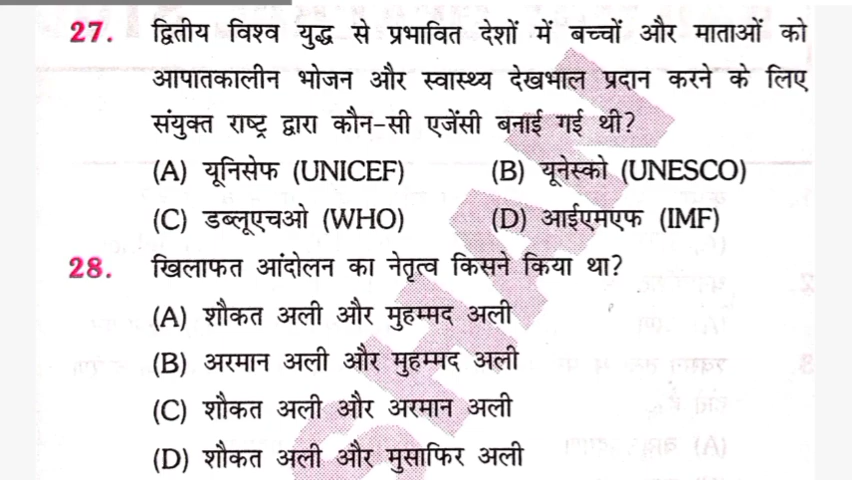 27. द्वितीय विश्व युद्ध से प्रभावित देशों में बच्चों और माताओं को
आपातकालीन भोजन और स्वास्थ्य देखभाल प्रदान करने के लिए
संयुक्त राष्ट्र द्वारा कौन-सी एजेंसी बनाई गई थी?
(A) यूनिसेफ (UNICEF) (B) यूनेस्को (UNESCO)
(C) डब्लूएचओ (WHO) (D) आईएमएफ (IMF)
28. खिलाफत आंदोलन का नेतृत्व किसने किया था?
(A) शौकत अली और मुहम्मद अली
(B) अरमान अली और मुहम्मद अली
(C) शौकत अली और अरमान अली
(D) शौकत अली और मुसाफिर अली
SHAN